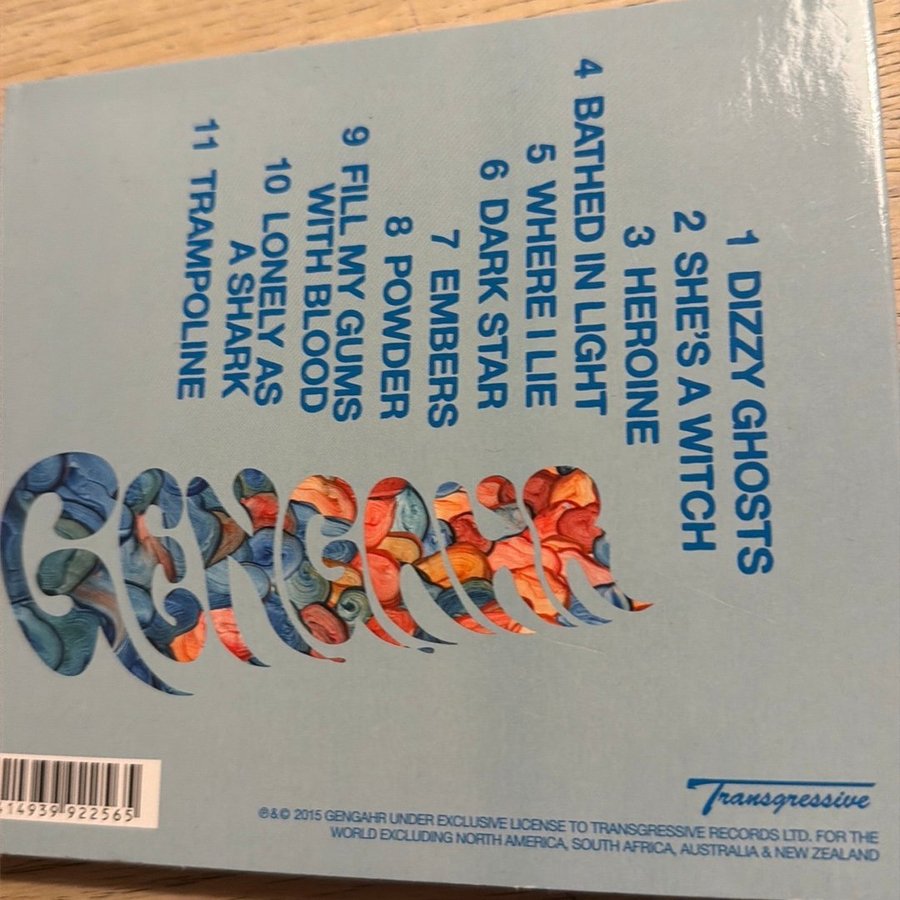 1 DIZZY GHOSTS
2 SHE'S A WITCH
3 HEROINE
4 BATHED IN LIGHT
5 WHERE I LIE
6 DARK STAR
7 EMBERS
8 POWDER
9 FILL MY GUMS
WITH BLOOD
10 LONELY AS
A SHARK
11 TRAMPOLINE
GENGAHR
Transgressive
℗&© 2015 GENGAHR UNDER EXCLUSIVE LICENSE TO TRANSGRESSIVE RECORDS LTD. FOR THE
WORLD EXCLUDING NORTH AMERICA, SOUTH AFRICA, AUSTRALIA & NEW ZEALAND
14939 922565